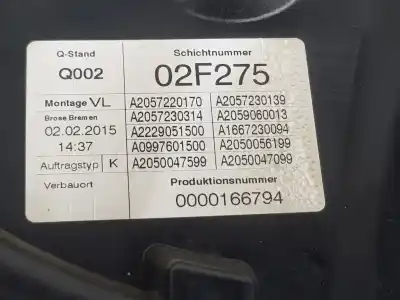 Q-Stand Schichtnummer
Q002 02F275
Montage VL A2057220170 A2057230139
Brose Bremen A2057230314 A2059060013
02.02.2015 A2229051500 A1667230094
14:37 A0997601500 A2050056199
Auftragstyp K A2050047599 A2050047099
Verbauort Produktionsnummer
0000166794